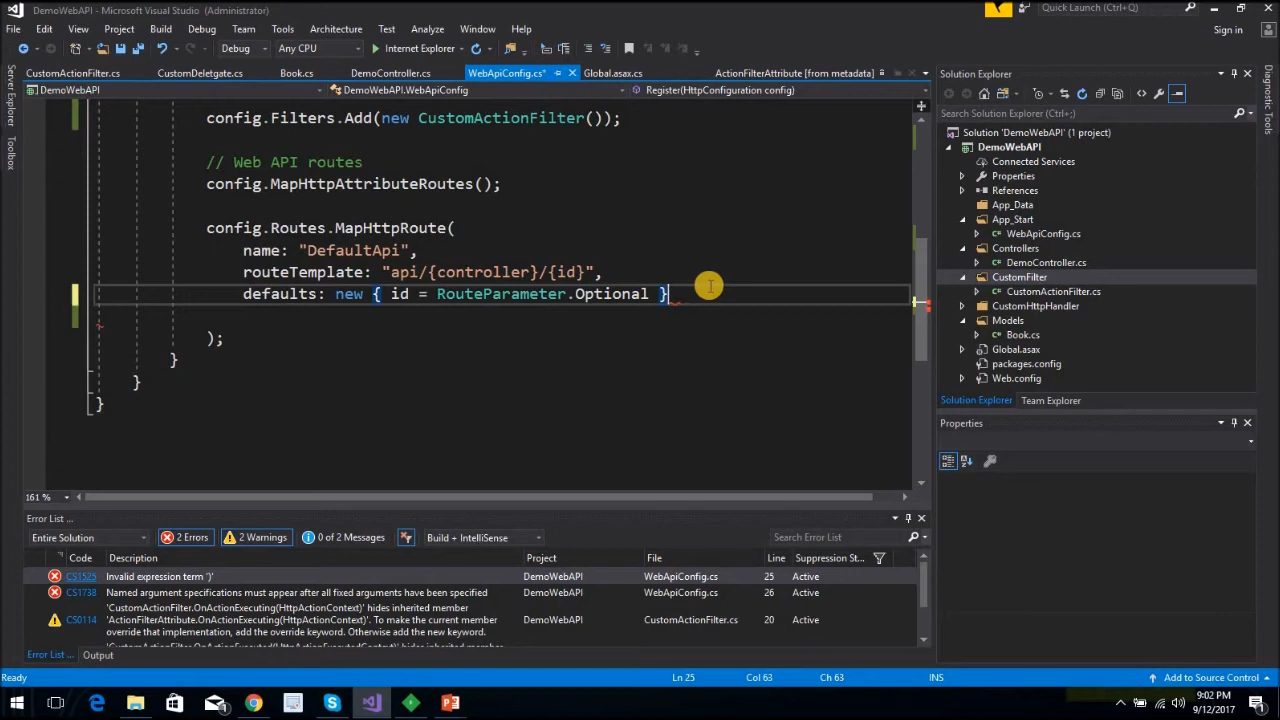 DemoWebAPI - Microsoft Visual Studio (Administrator)
Quick Launch (Ctrl+Q)
File Edit View Project Build Debug Team Tools Architecture Test Analyze Window Help
Sign in
Debug Any CPU Internet Explorer
CustomActionFilter.cs CustomDeletgate.cs Book.cs DemoController.cs WebApiConfig.cs* Global.asax.cs ActionFilterAttribute [from metadata]
DemoWebAPI DemoWebAPI.WebApiConfig Register(HttpConfiguration config)
Server Explorer
Toolbox
config.Filters.Add(new CustomActionFilter());
// Web API routes
config.MapHttpAttributeRoutes();
config.Routes.MapHttpRoute(
name: "DefaultApi",
routeTemplate: "api/{controller}/{id}",
defaults: new { id = RouteParameter.Optional }
);
}
}
}
161 %
Solution Explorer
Search Solution Explorer (Ctrl+;)
Solution 'DemoWebAPI' (1 project)
DemoWebAPI
Connected Services
Properties
References
App_Data
App_Start
WebApiConfig.cs
Controllers
DemoController.cs
CustomFilter
CustomActionFilter.cs
CustomHttpHandler
Models
Book.cs
Global.asax
packages.config
Web.config
Solution Explorer Team Explorer
Properties
Error List ...
Entire Solution 2 Errors 2 Warnings 0 of 2 Messages Build + IntelliSense Search Error List
Code Description Project File Line Suppression St...
CS1525 Invalid expression term ')' DemoWebAPI WebApiConfig.cs 25 Active
CS1738 Named argument specifications must appear after all fixed arguments have been specified DemoWebAPI WebApiConfig.cs 26 Active
'CustomActionFilter.OnActionExecuting(HttpActionContext)' hides inherited member
CS0114 'ActionFilterAttribute.OnActionExecuting(HttpActionContext)'. To make the current member DemoWebAPI CustomActionFilter.cs 20 Active
override that implementation, add the override keyword. Otherwise add the new keyword.
Error List ... Output
Ready Ln 25 Col 63 Ch 63 INS Add to Source Control
9:02 PM
9/12/2017